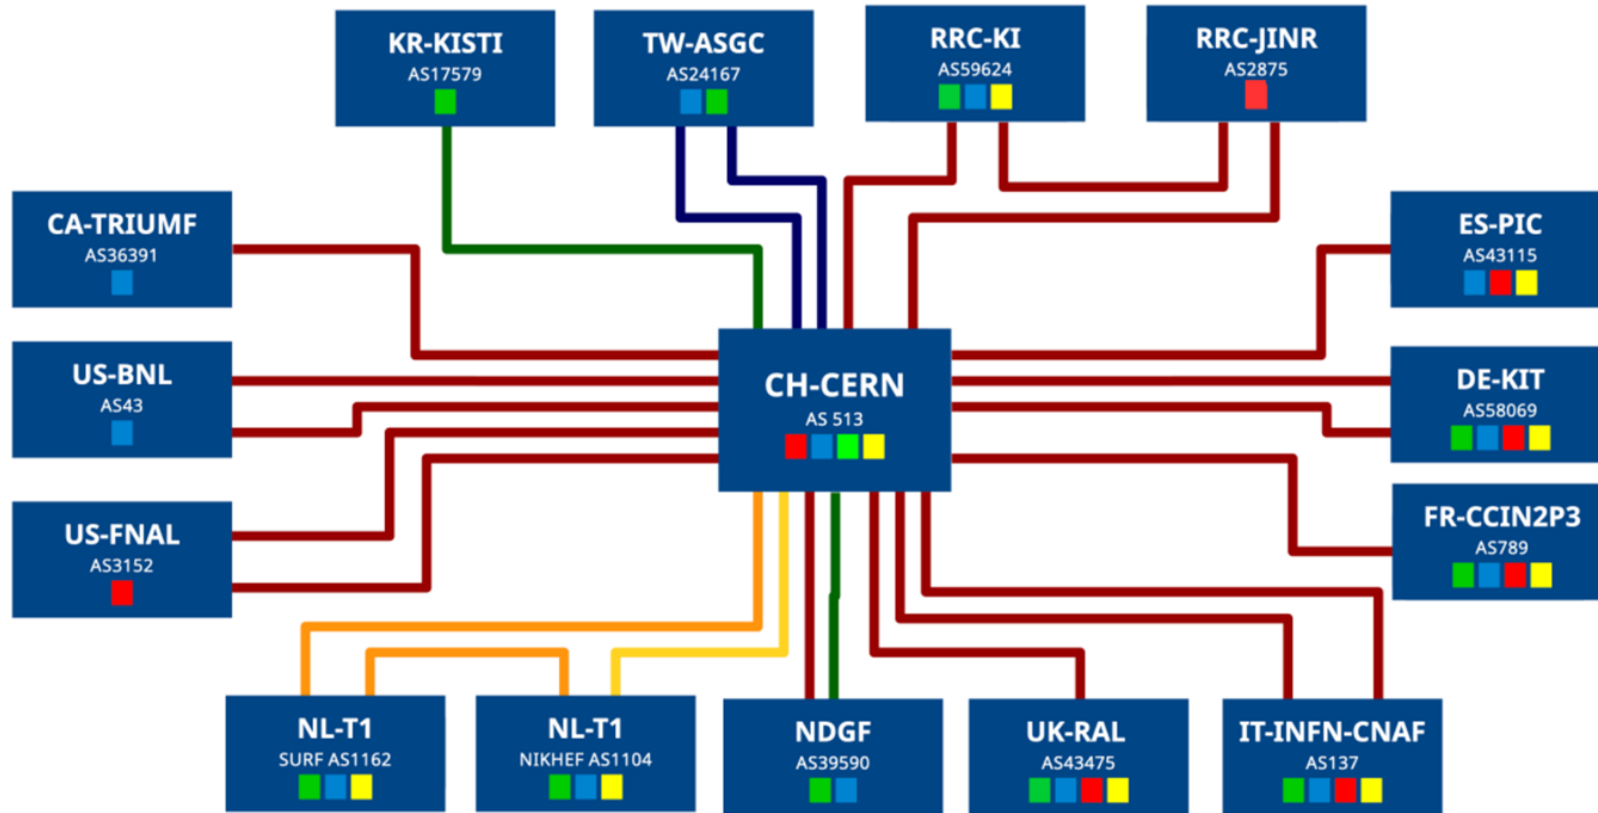 KR-KISTI
AS17579
TW-ASGC
AS24167
RRC-KI
AS59624
RRC-JINR
AS2875
CA-TRIUMF
AS36391
ES-PIC
AS43115
US-BNL
AS43
CH-CERN
AS 513
DE-KIT
AS58069
US-FNAL
AS3152
FR-CCIN2P3
AS789
NL-T1
SURF AS1162
NL-T1
NIKHEF AS1104
NDGF
AS39590
UK-RAL
AS43475
IT-INFN-CNAF
AS137